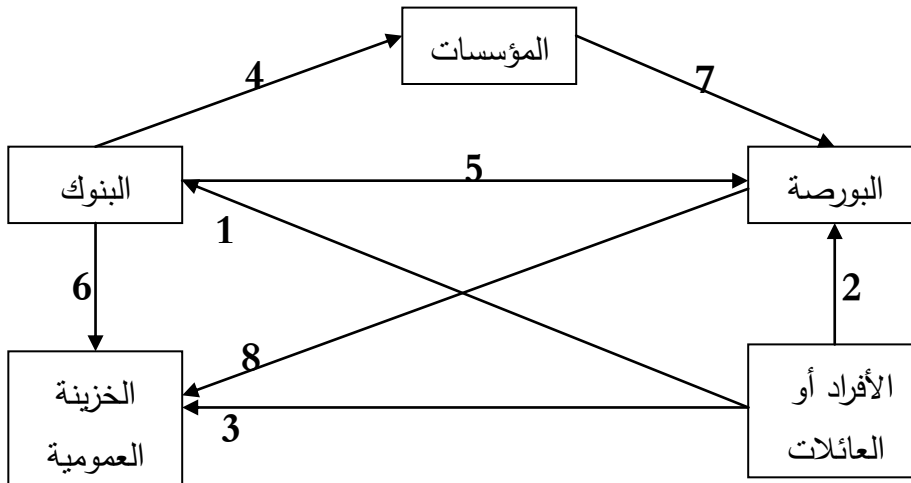 المؤسسات
4
7
البنوك
5
البورصة
1
6
2
8
الخزينة
العمومية
3
الأفراد أو
العائلات